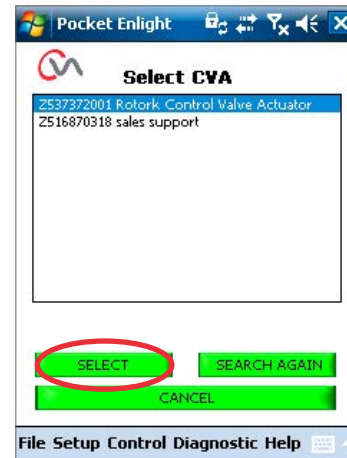 Pocket Enlight
Select CVA
Z537372001 Rotork Control Valve Actuator
Z516870318 sales support
SELECT
SEARCH AGAIN
CANCEL
File Setup Control Diagnostic Help